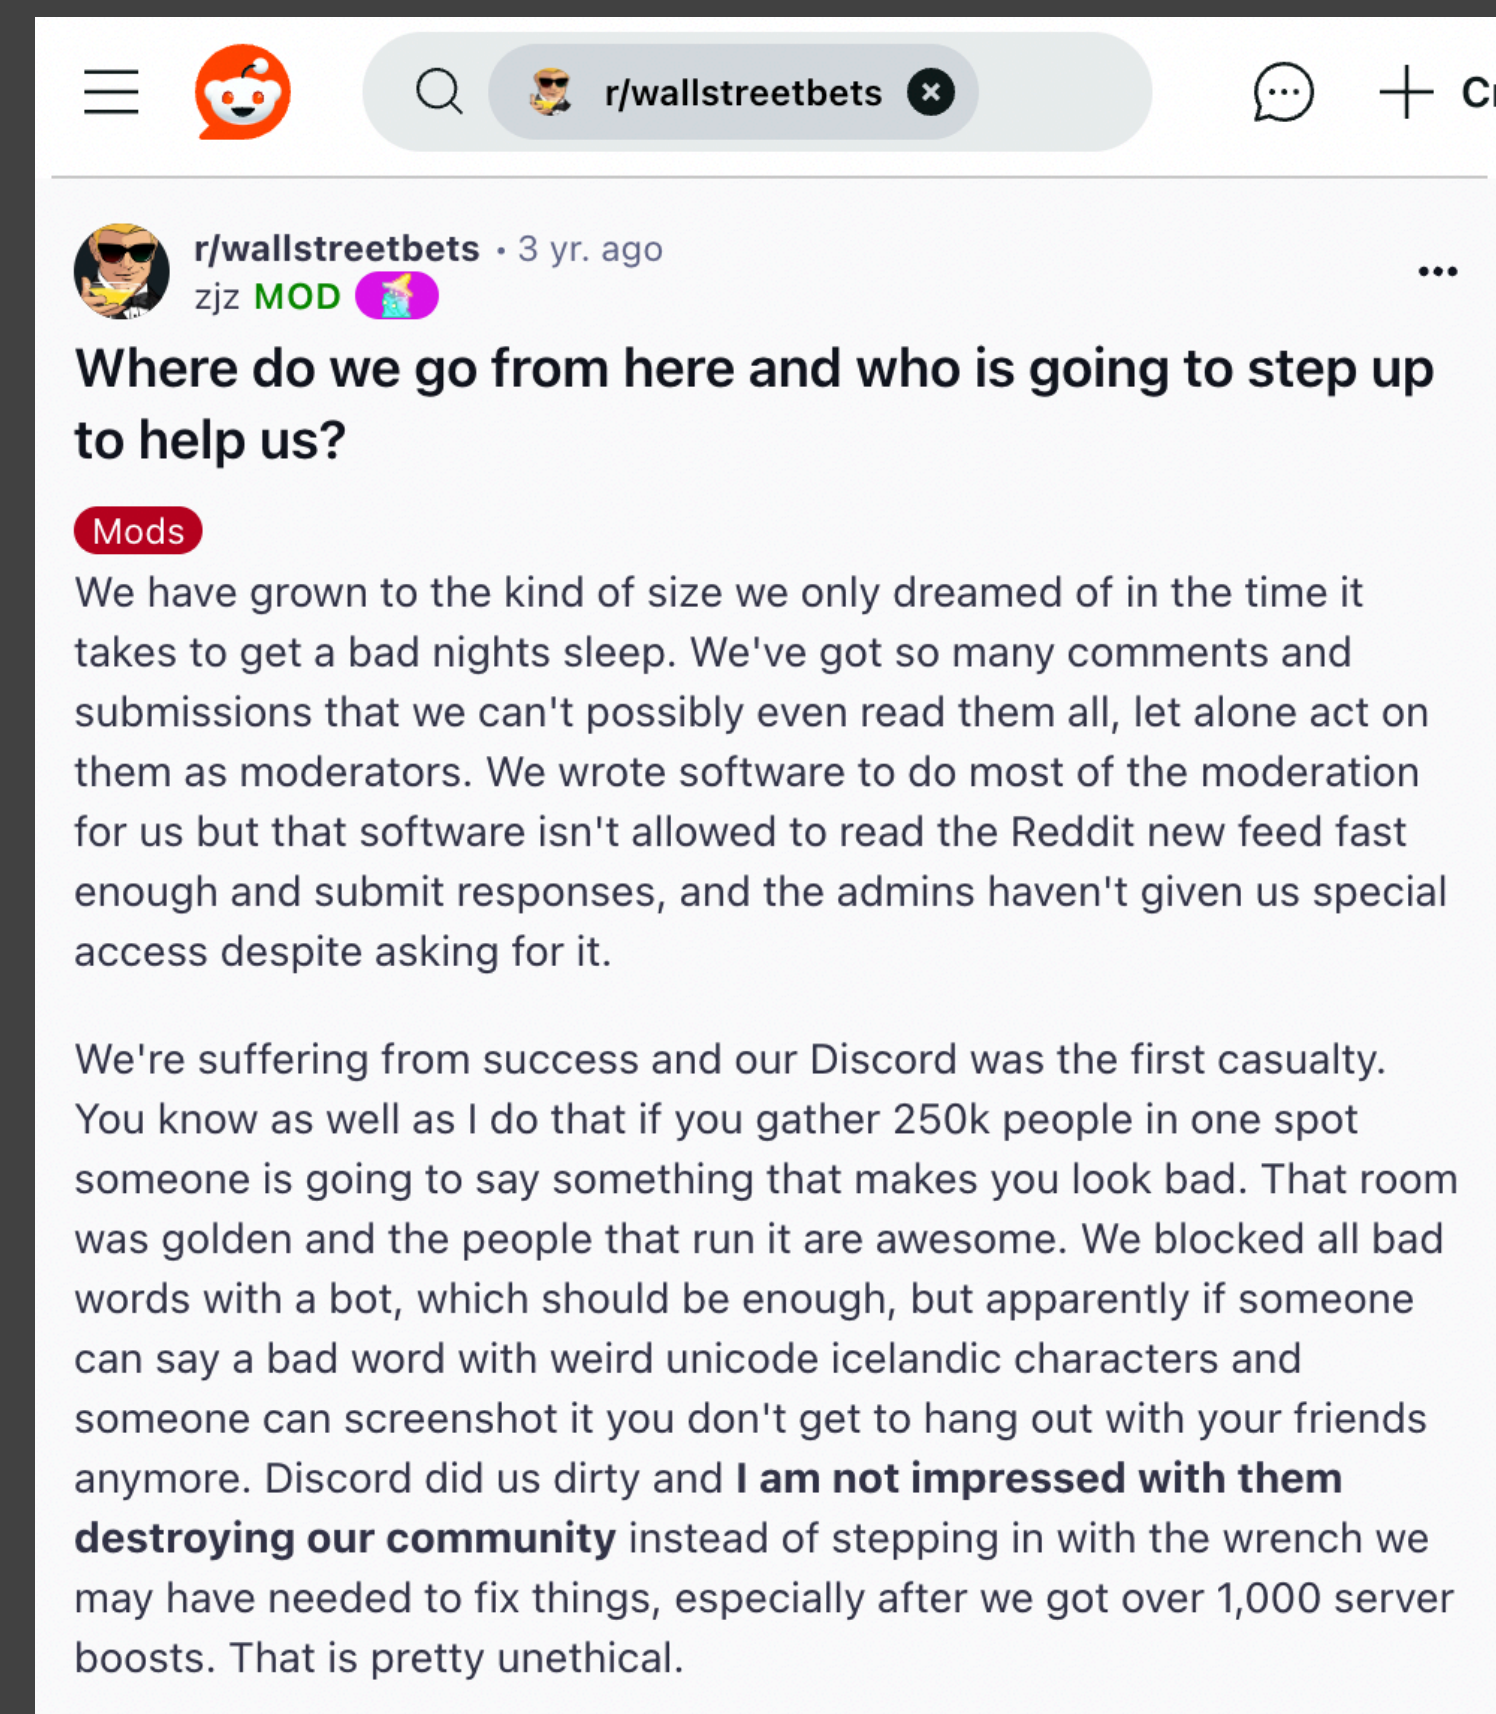 r/wallstreetbets
r/wallstreetbets • 3 yr. ago
zjz MOD
Where do we go from here and who is going to step up
to help us?
Mods
We have grown to the kind of size we only dreamed of in the time it
takes to get a bad nights sleep. We've got so many comments and
submissions that we can't possibly even read them all, let alone act on
them as moderators. We wrote software to do most of the moderation
for us but that software isn't allowed to read the Reddit new feed fast
enough and submit responses, and the admins haven't given us special
access despite asking for it.
We're suffering from success and our Discord was the first casualty.
You know as well as I do that if you gather 250k people in one spot
someone is going to say something that makes you look bad. That room
was golden and the people that run it are awesome. We blocked all bad
words with a bot, which should be enough, but apparently if someone
can say a bad word with weird unicode icelandic characters and
someone can screenshot it you don't get to hang out with your friends
anymore. Discord did us dirty and I am not impressed with them
destroying our community instead of stepping in with the wrench we
may have needed to fix things, especially after we got over 1,000 server
boosts. That is pretty unethical.